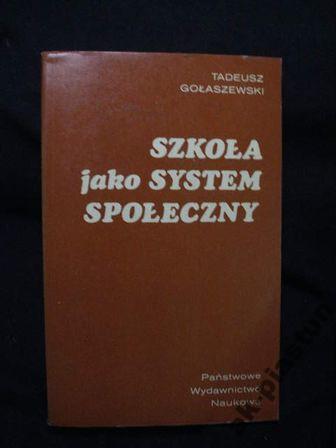 TADEUSZ
GOŁASZEWSKI
SZKOŁA
jako SYSTEM
SPOŁECZNY
Państwowe
Wydawnictwo
Naukowe